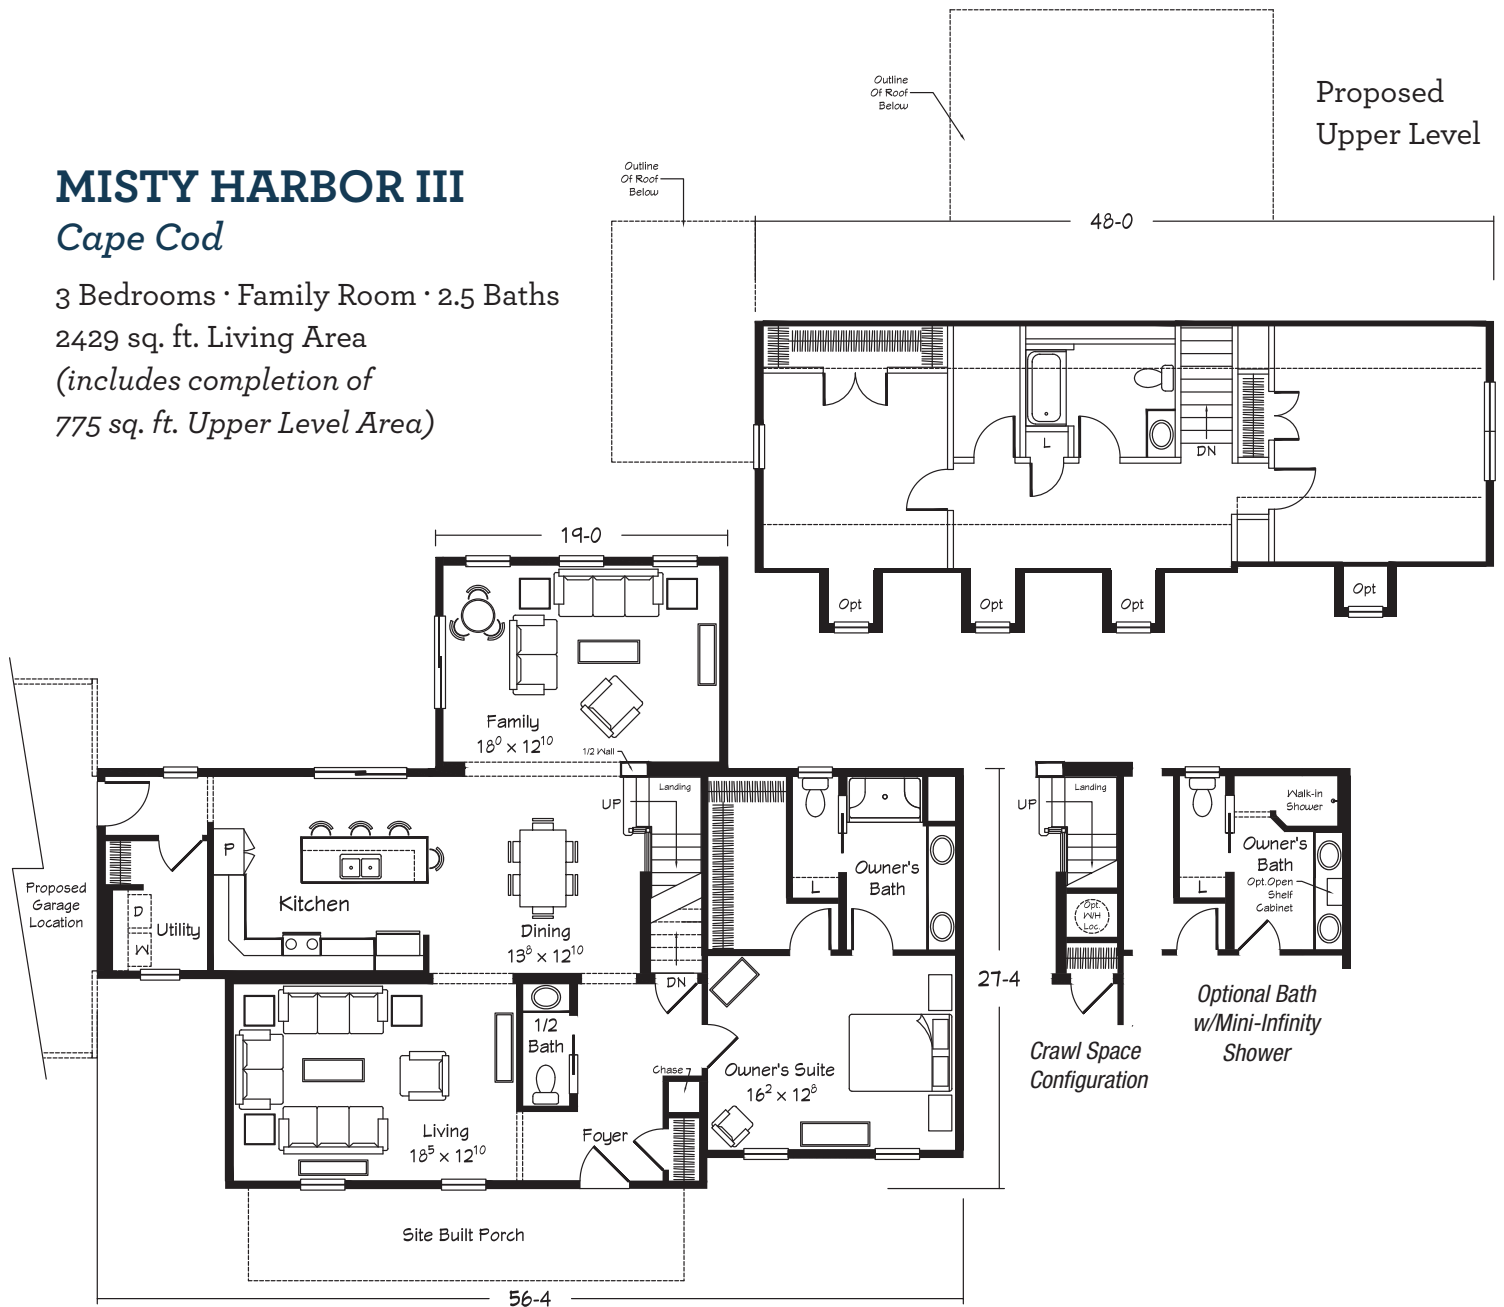 Proposed
Upper Level
Outline
Of Roof
Below
Outline
Of Roof
Below
MISTY HARBOR III
Cape Cod
3 Bedrooms · Family Room · 2.5 Baths
2429 sq. ft. Living Area
(includes completion of
775 sq. ft. Upper Level Area)
48-0
L
DN
Opt
Opt
Opt
Opt
19-0
Family
18⁰ x 12¹⁰
1/2 Wall
UP
Landing
P
Kitchen
Dining
13⁸ x 12¹⁰
Proposed
Garage
Location
D
W
Utility
L
Owner's
Bath
DN
1/2
Bath
Chase
Owner's Suite
16² x 12⁸
Living
18⁵ x 12¹⁰
Foyer
27-4
Site Built Porch
56-4
UP
Landing
Opt.
W/H
Loc.
Crawl Space
Configuration
Walk-In
Shower
Owner's
Bath
Opt.Open
Shelf
Cabinet
L
Optional Bath
w/Mini-Infinity
Shower